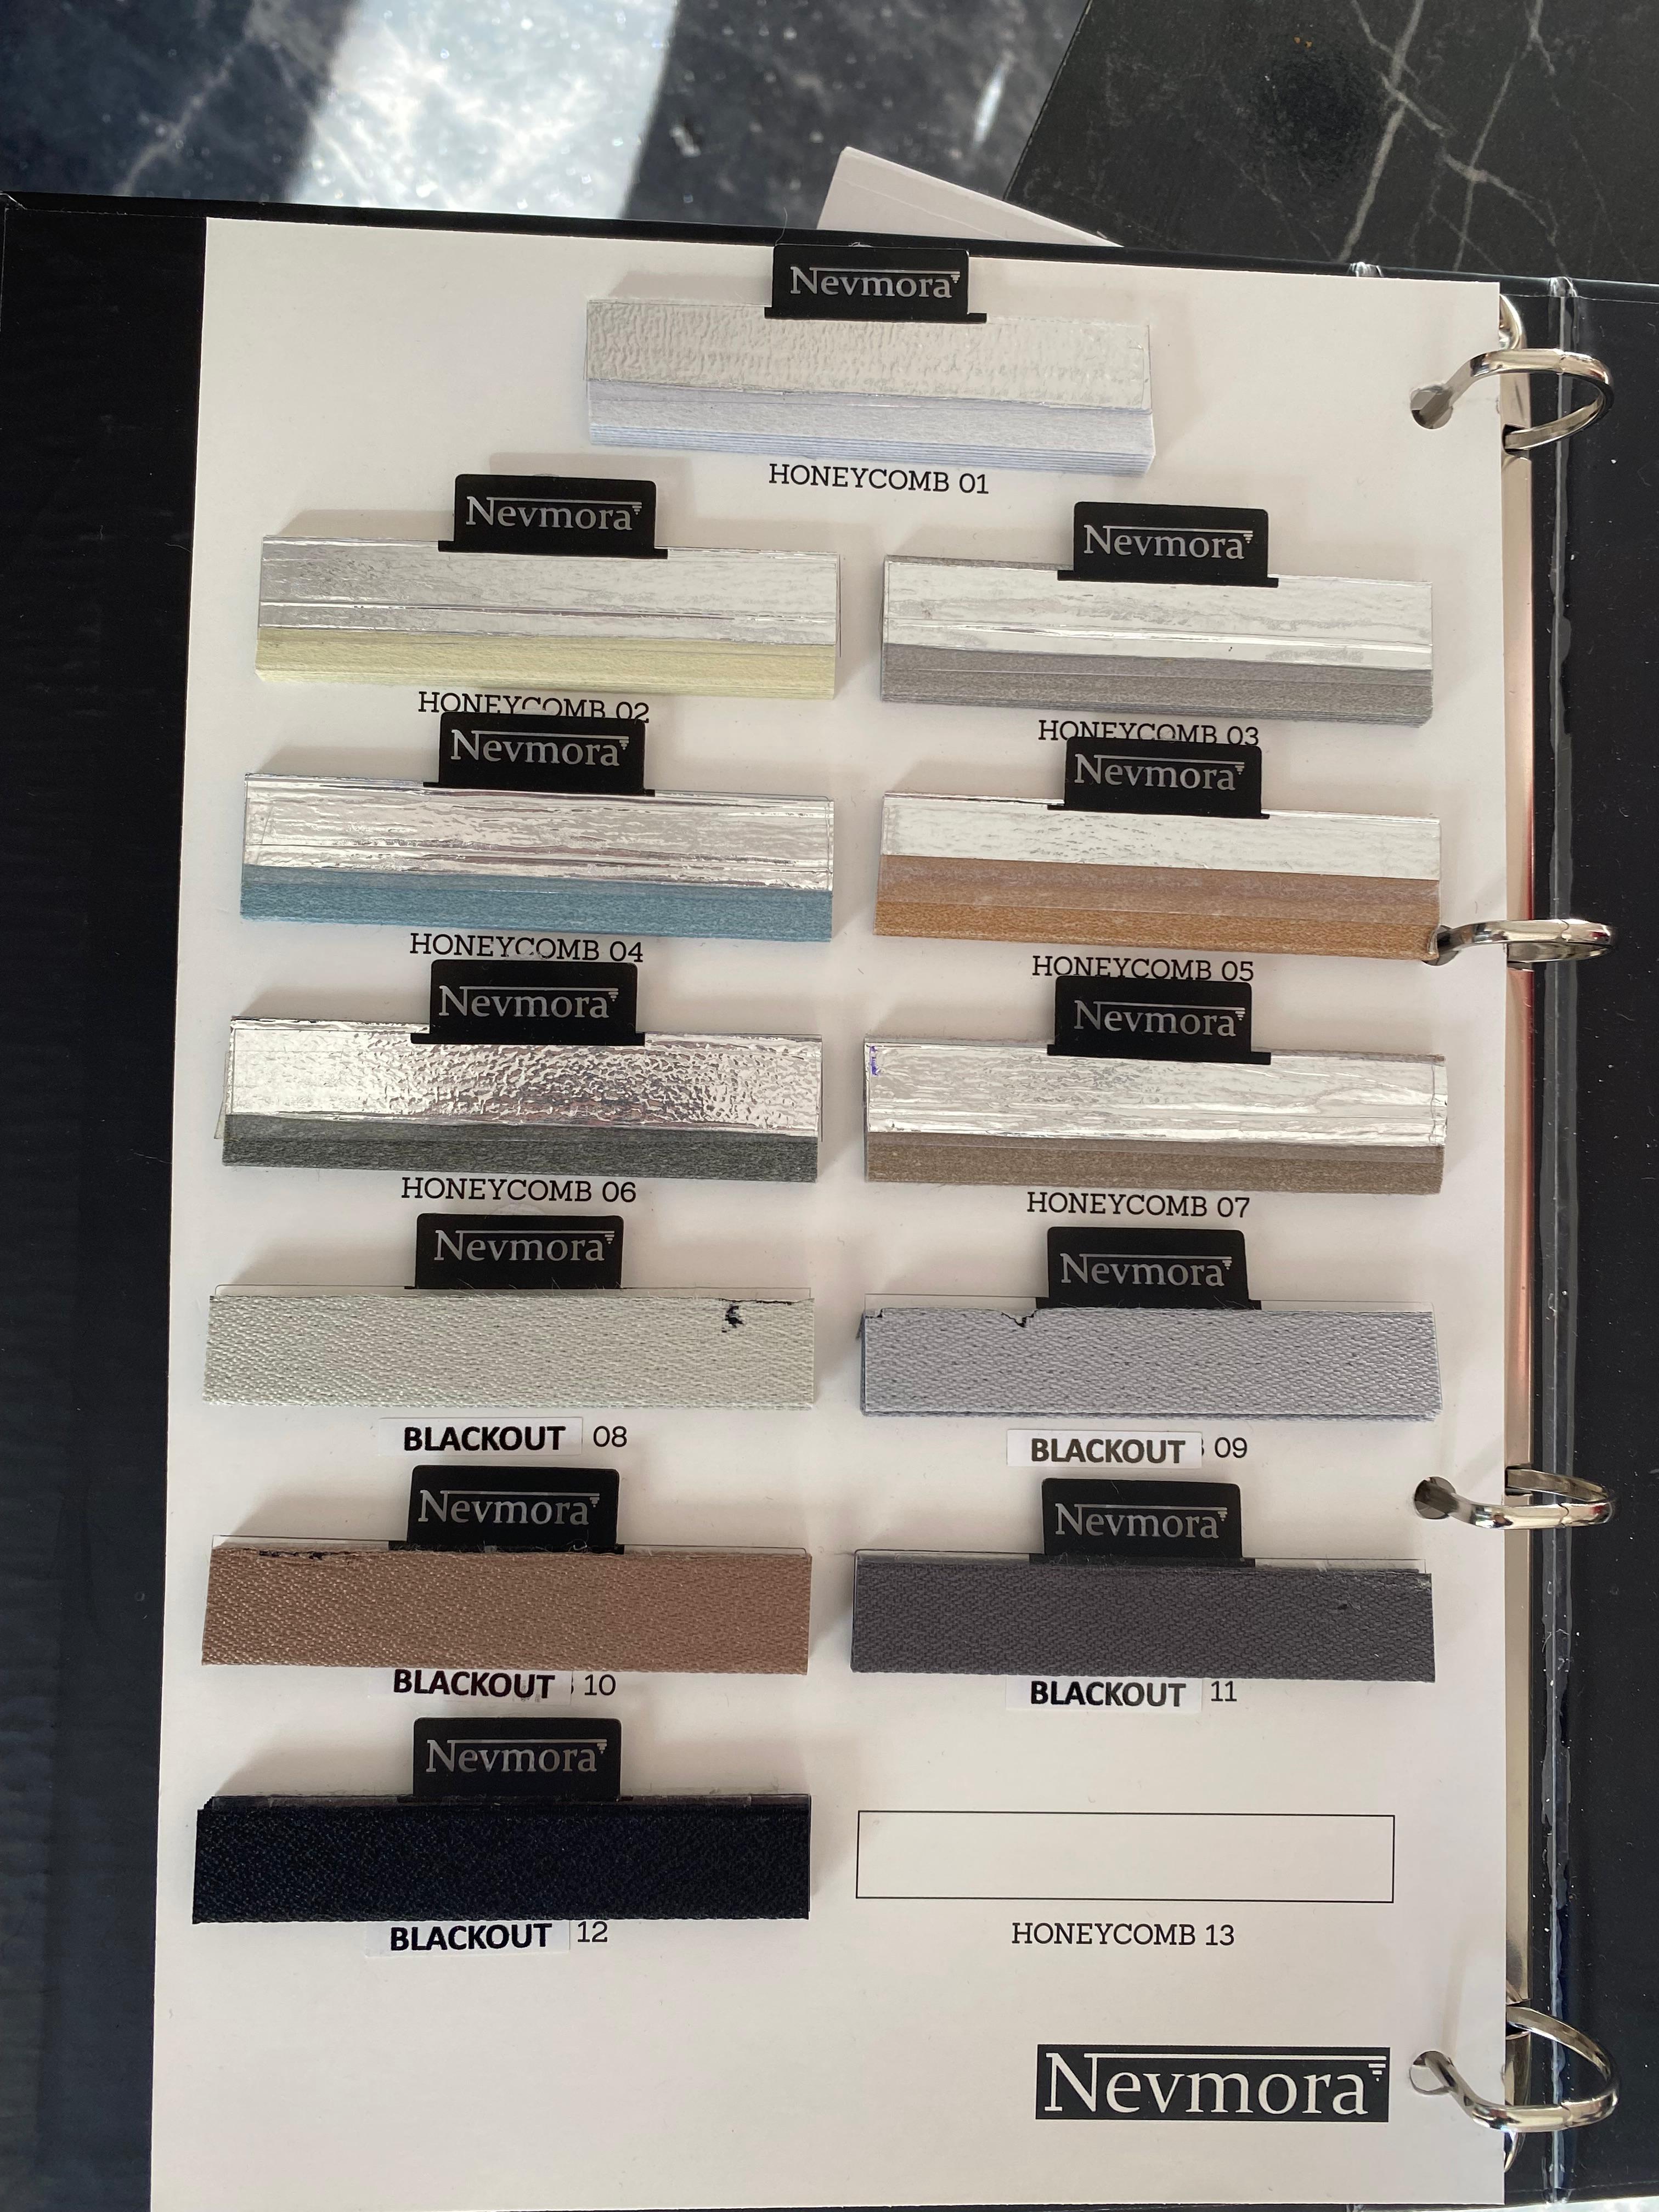 Nevmora
HONEYCOMB 01
Nevmora
Nevmora
HONEYCOMB 02
HONEYCOMB 03
Nevmora
Nevmora
HONEYCOMB 04
HONEYCOMB 05
Nevmora
Nevmora
HONEYCOMB 06
HONEYCOMB 07
Nevmora
Nevmora
BLACKOUT 08
BLACKOUT 09
Nevmora
Nevmora
BLACKOUT 10
BLACKOUT 11
Nevmora
BLACKOUT 12
HONEYCOMB 13
Nevmora